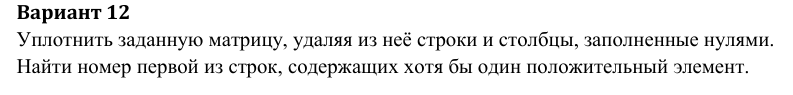 Вариант 12
Уплотнить заданную матрицу, удаляя из неё строки и столбцы, заполненные нулями.
Найти номер первой из строк, содержащих хотя бы один положительный элемент.